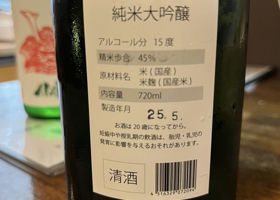 純米大吟醸
アルコール分 15度
精米歩合 45%
原材料名 米(国産)
米麹(国産米)
内容量 720ml
製造年月 25.5.
お酒は20歳になってから。
妊娠中や授乳期の飲酒は、胎児・乳児の
発育に影響を与えるおそれがあります。
清酒